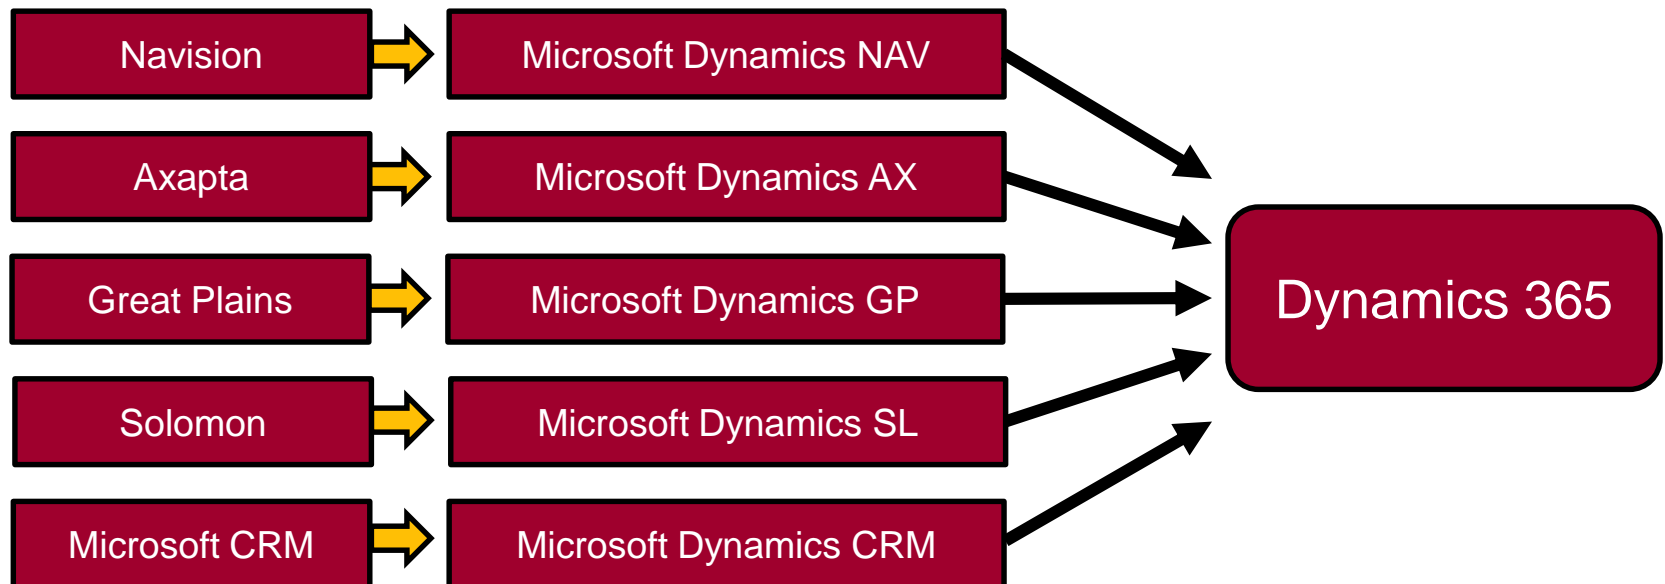 Navision
Microsoft Dynamics NAV
Axapta
Microsoft Dynamics AX
Great Plains
Microsoft Dynamics GP
Dynamics 365
Solomon
Microsoft Dynamics SL
Microsoft CRM
Microsoft Dynamics CRM